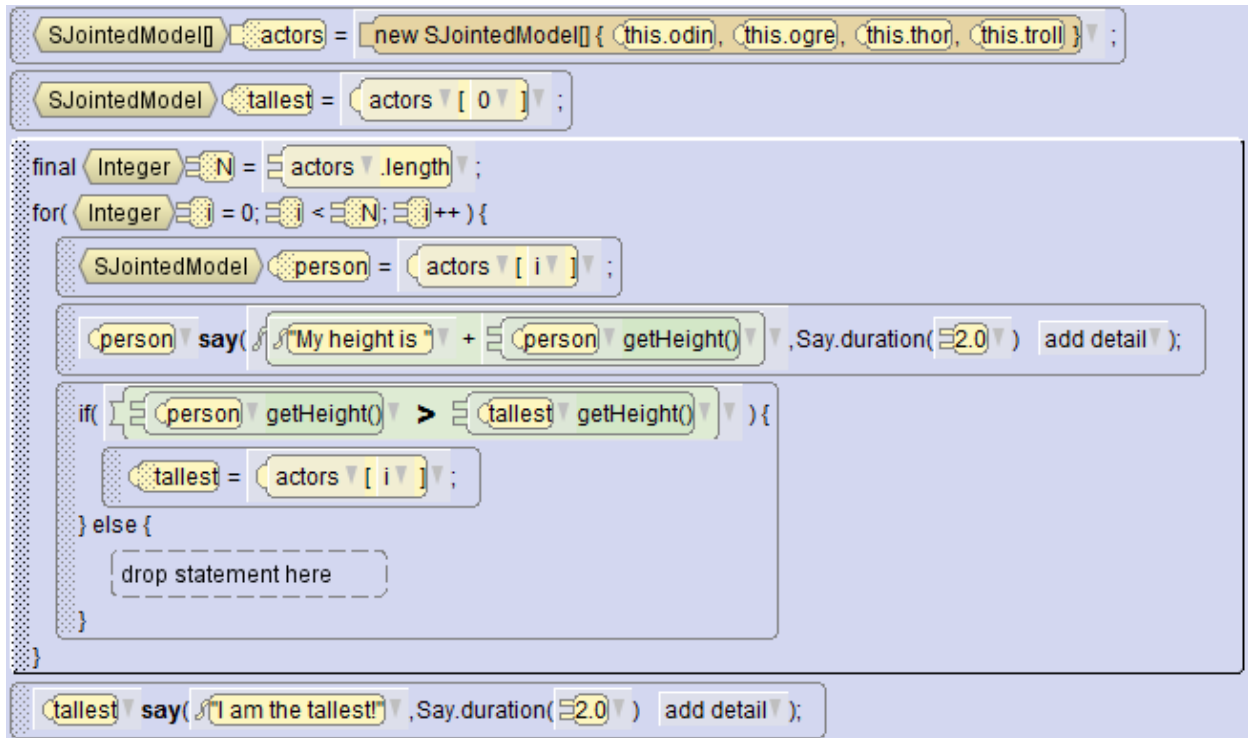 SJointedModel[] actors = new SJointedModel[] { this.odin, this.ogre, this.thor, this.troll } ;
SJointedModel tallest = actors [ 0 ] ;
final Integer N = actors .length ;
for( Integer i = 0; i < N; i++ ) {
SJointedModel person = actors [ i ] ;
person say( "My height is " + person getHeight() ,Say.duration( 2.0 ) add detail );
if( person getHeight() > tallest getHeight() ) {
tallest = actors [ i ] ;
} else {
drop statement here
}
}
tallest say( "I am the tallest!" ,Say.duration( 2.0 ) add detail );